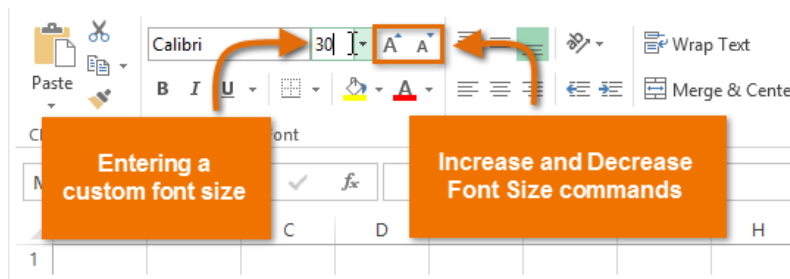 Calibri
30
A A
Wrap Text
Paste
B I U
A
Merge & Cente
Entering a
custom font size
Increase and Decrease
Font Size commands
ont
fx
C D H
1